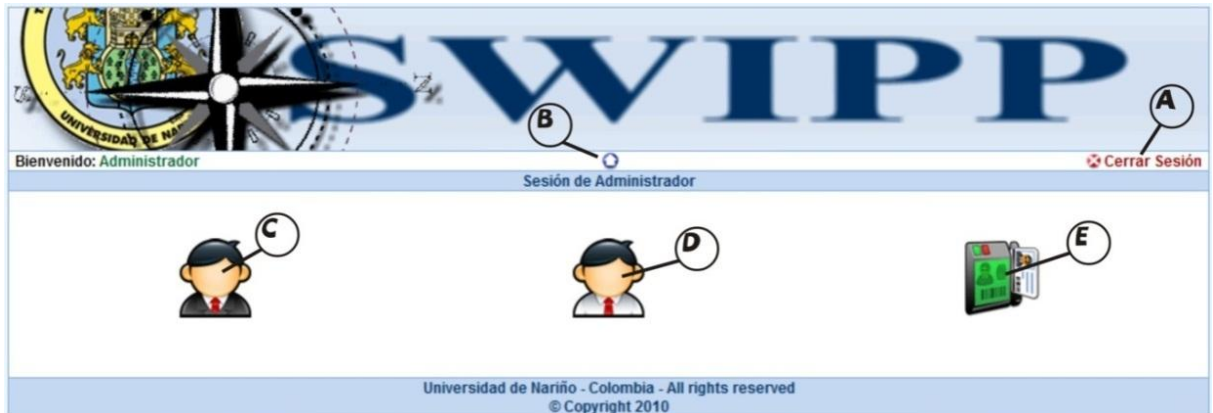 SWIPP
UNIVERSIDAD DE NAR
B
A
Bienvenido: Administrador
Cerrar Sesión
Sesión de Administrador
C
D
E
Universidad de Nariño - Colombia - All rights reserved
© Copyright 2010